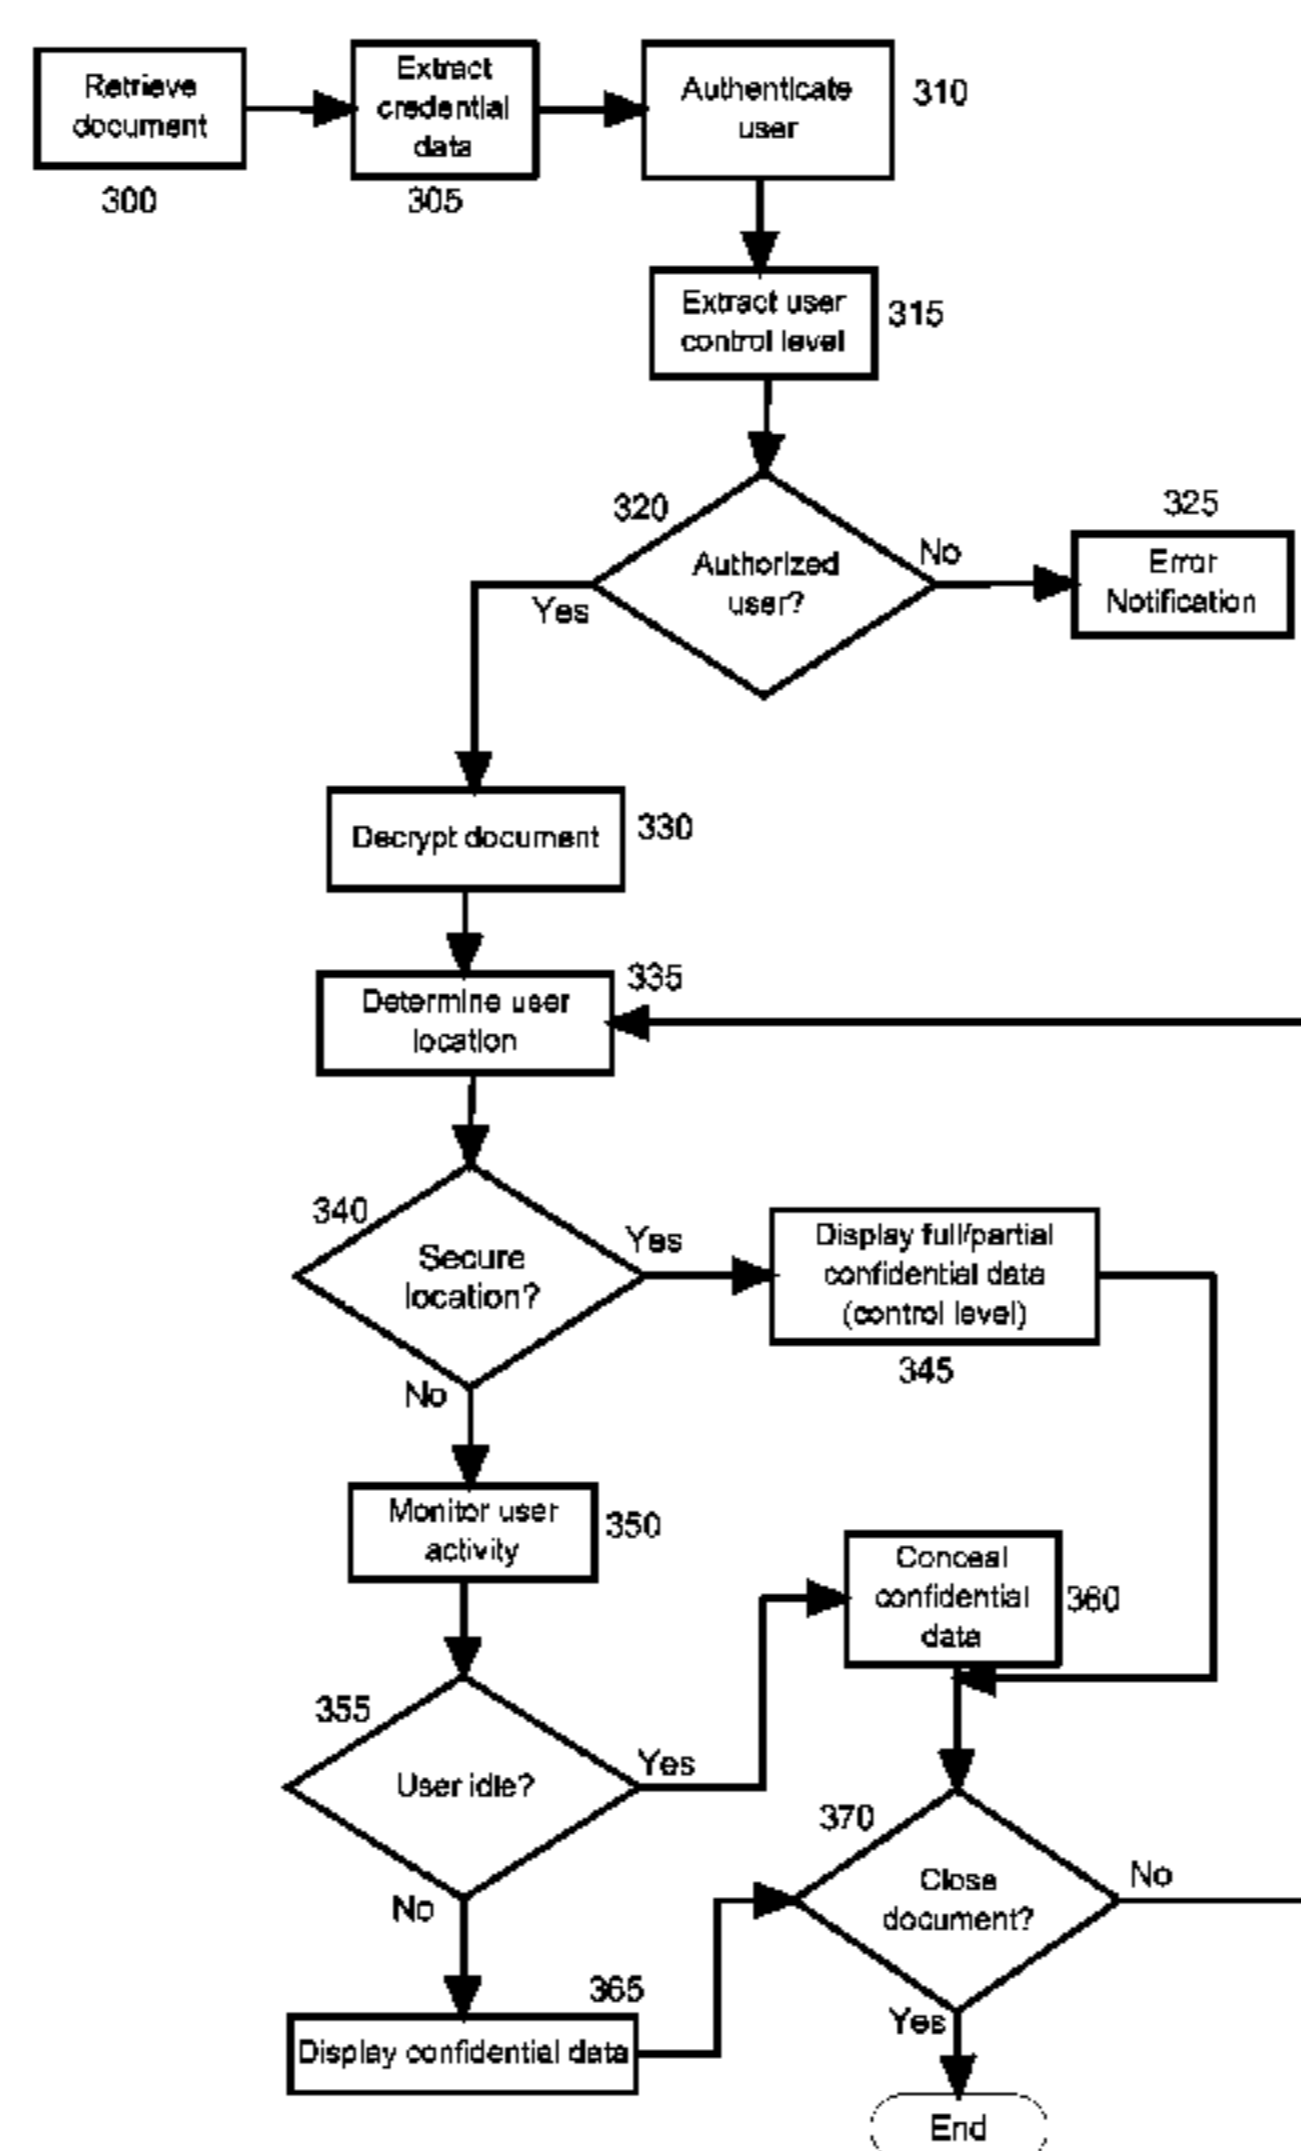 Retrieve
document
300
Extract
credential
data
305
Authenticate
user
310
Extract user
control level
315
320
Authorized
user?
Yes
No
325
Error
Notification
Decrypt document
330
335
Determine user
location
340
Secure
location?
Yes
No
Display full/partial
confidential data
(control level)
345
Monitor user
activity
350
Conceal
confidential
data
360
355
User idle?
Yes
No
370
Close
document?
No
Yes
365
Display confidential data
End